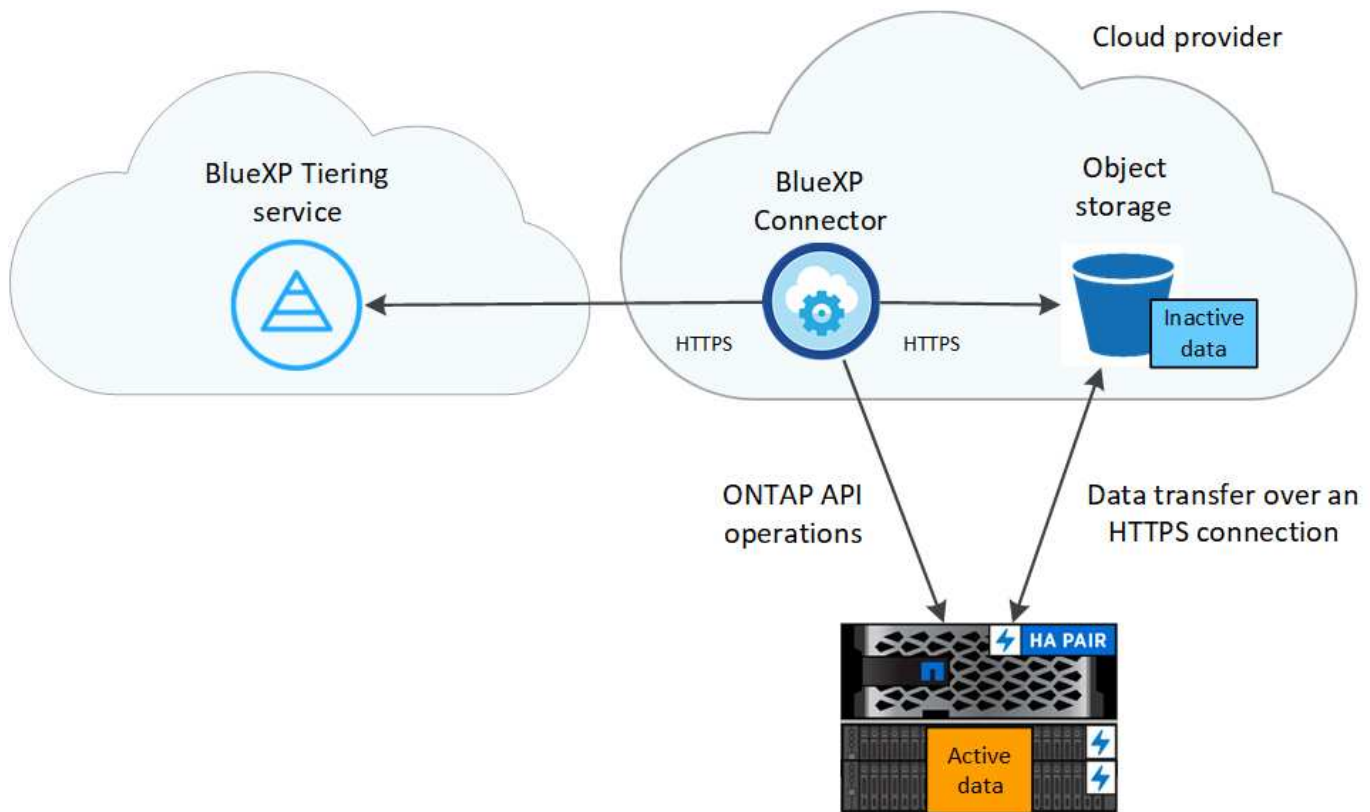 Cloud provider
BlueXP Tiering
service
BlueXP
Connector
Object
storage
Inactive
data
HTTPS
HTTPS
ONTAP API
operations
Data transfer over an
HTTPS connection
HA PAIR
Active
data